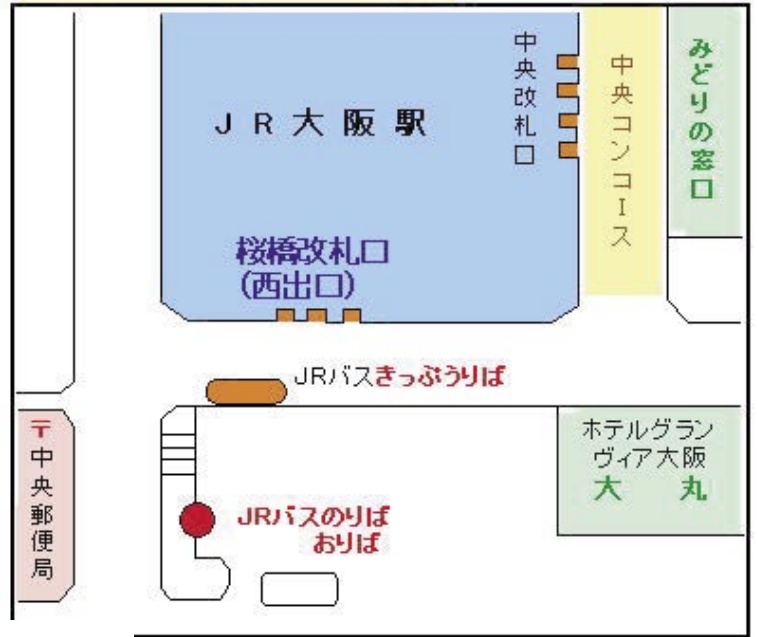 中央改札口
中央コンコース
みどりの窓口
JR大阪駅
桜橋改札口
(西出口)
JRバスきっぷうりば
〒中央郵便局
ホテルグラン
ヴィア大阪
大丸
JRバスのりば
おりば